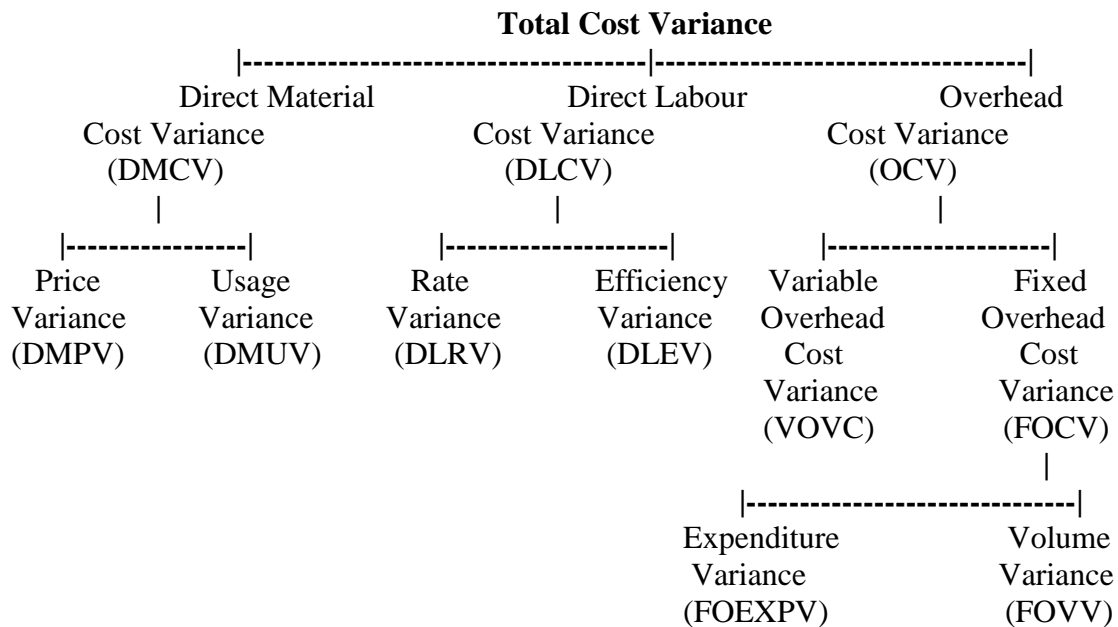 Total Cost Variance
|--------------------------------------|-----------------------------------|
Direct Material Direct Labour Overhead
Cost Variance Cost Variance Cost Variance
(DMCV) (DLCV) (OCV)
| | |
|-----------------| |---------------------| |---------------------|
Price Usage Rate Efficiency Variable Fixed
Variance Variance Variance Variance Overhead Overhead
(DMPV) (DMUV) (DLRV) (DLEV) Cost Cost
Variance Variance
(VOVC) (FOCV)
|
|-------------------------------|
Expenditure Volume
Variance Variance
(FOEXPV) (FOVV)